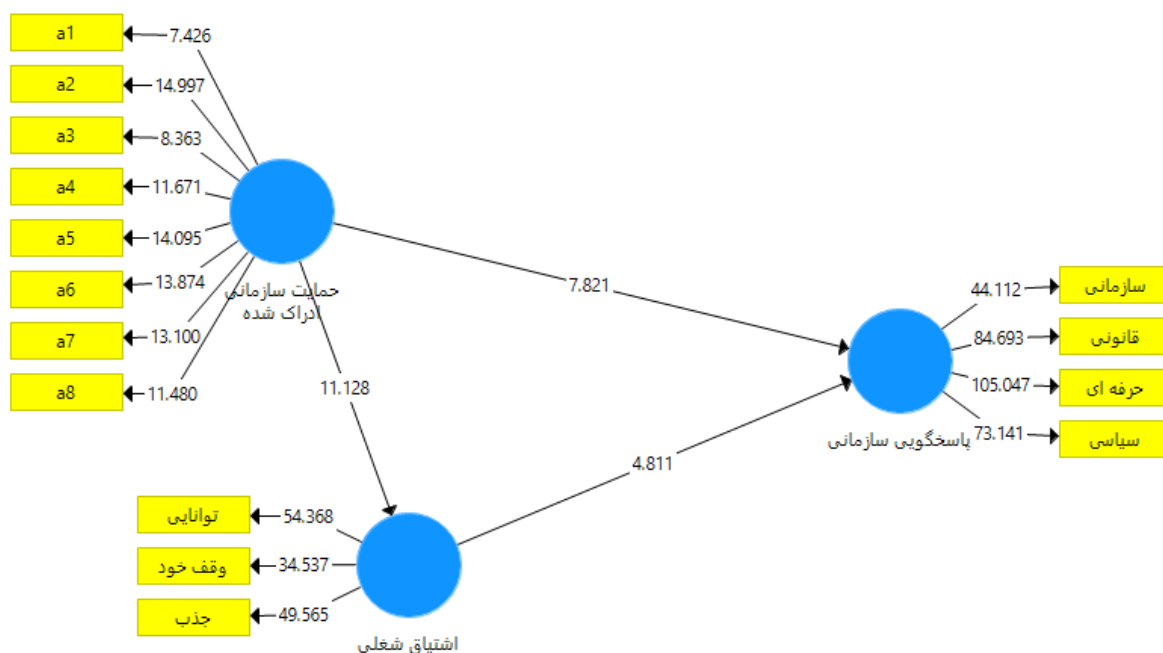 a1
7.426
a2
14.997
a3
8.363
a4
11.671
a5
14.095
a6
13.874
a7
13.100
a8
11.480
حمایت سازمانی
ادراک شده
7.821
11.128
4.811
سازمانی
44.112
قانونی
84.693
حرفه ای
105.047
سیاسی
73.141
پاسخگویی سازمانی
توانایی
54.368
وقف خود
34.537
جذب
49.565
اشتیاق شغلی